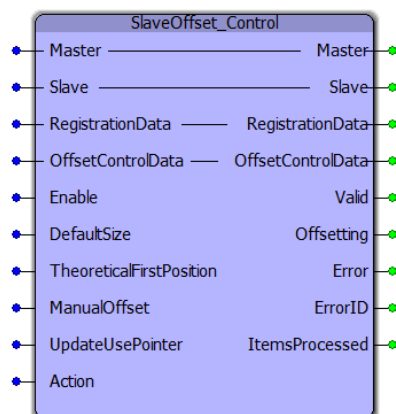 SlaveOffset_Control
Master Master
Slave Slave
RegistrationData RegistrationData
OffsetControlData OffsetControlData
Enable Valid
DefaultSize Offsetting
TheoreticalFirstPosition Error
ManualOffset ErrorID
UpdateUsePointer ItemsProcessed
Action